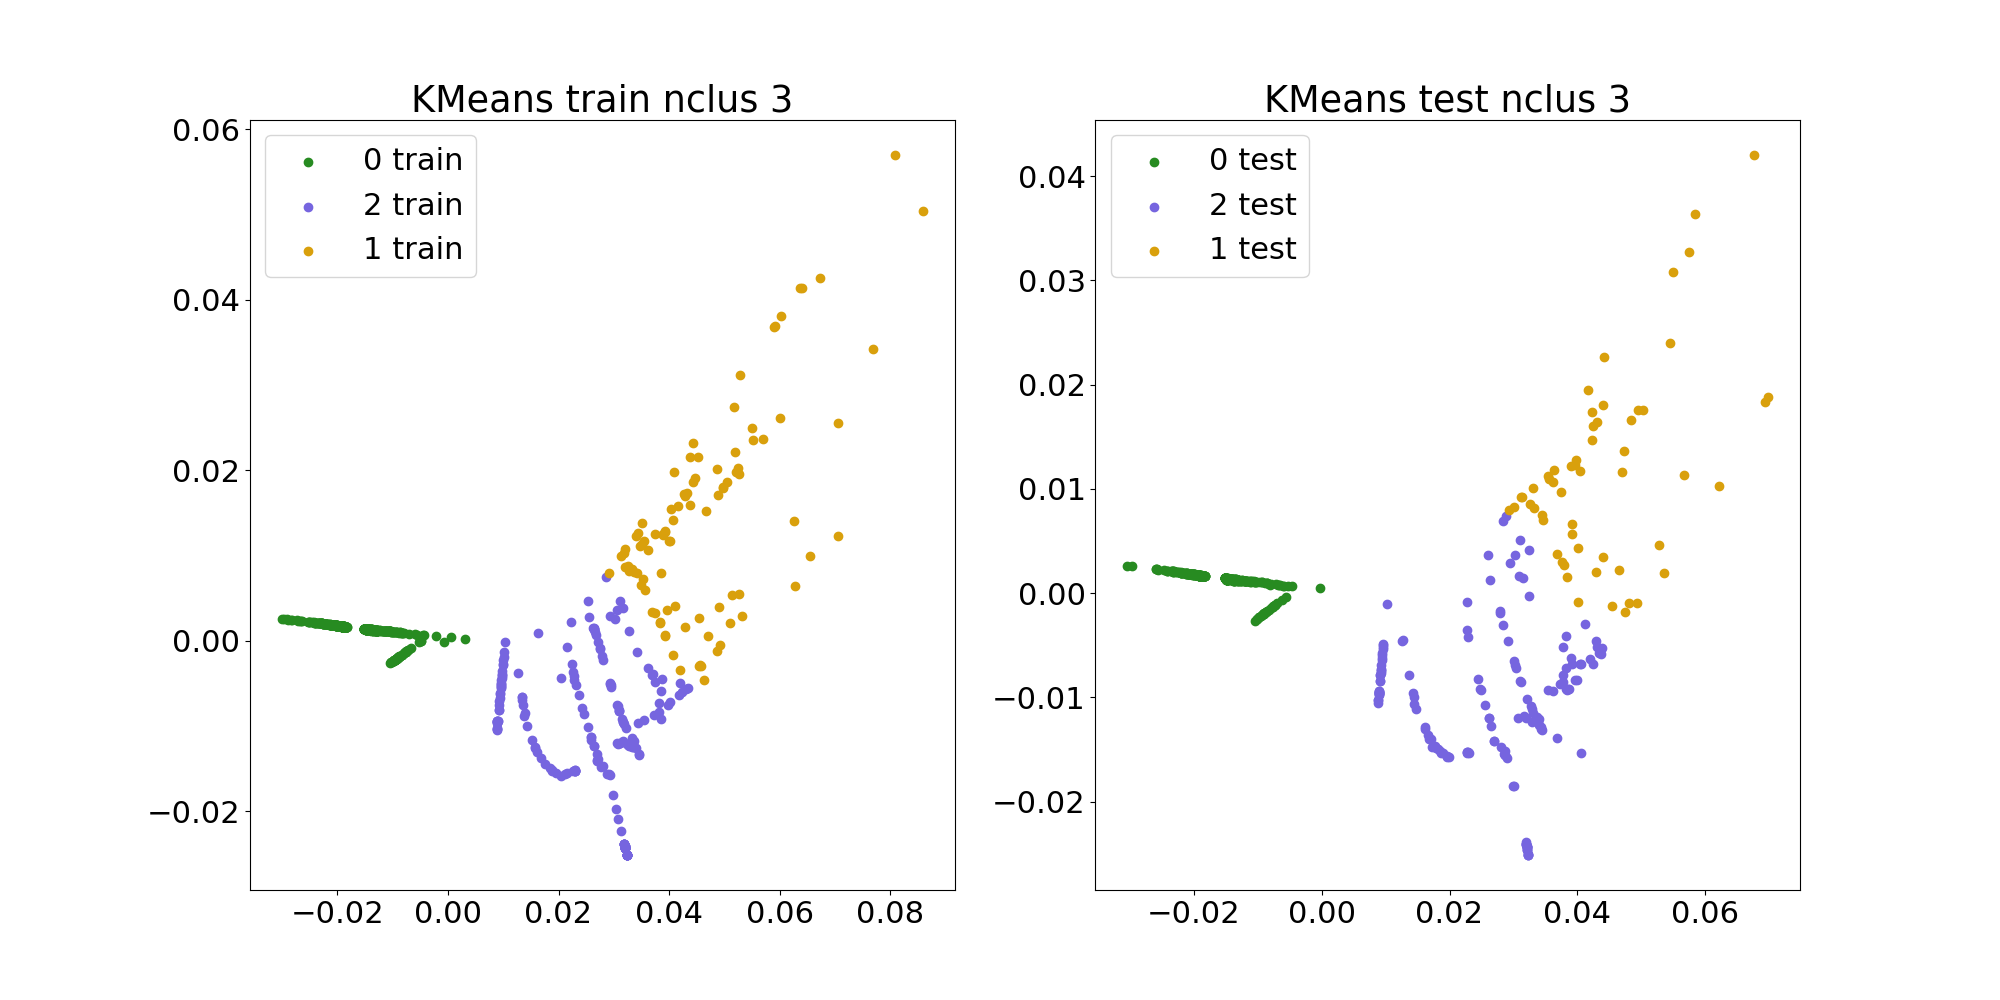 KMeans train nclus 3
0 train
2 train
1 train
0.06
0.04
0.02
0.00
−0.02
−0.02 0.00 0.02 0.04 0.06 0.08
KMeans test nclus 3
0 test
2 test
1 test
0.04
0.03
0.02
0.01
0.00
−0.01
−0.02
−0.02 0.00 0.02 0.04 0.06